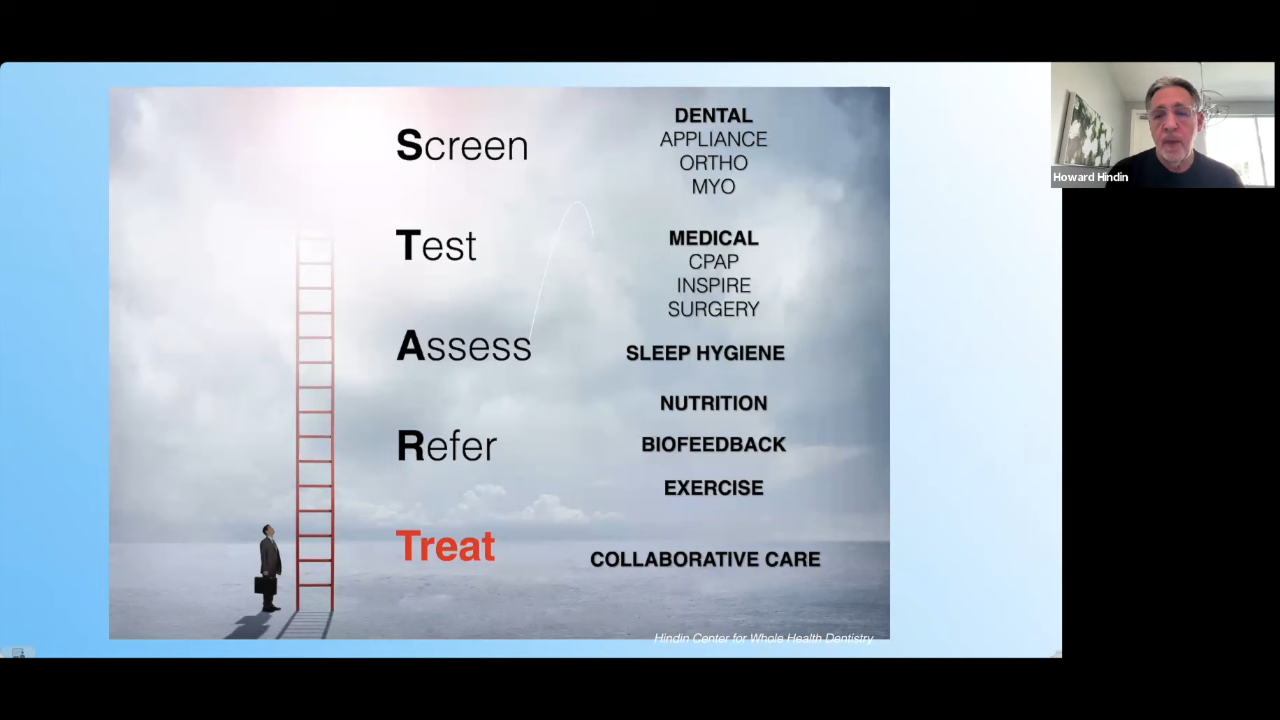 Screen
Test
Assess
Refer
Treat
DENTAL
APPLIANCE
ORTHO
MYO
MEDICAL
CPAP
INSPIRE
SURGERY
SLEEP HYGIENE
NUTRITION
BIOFEEDBACK
EXERCISE
COLLABORATIVE CARE
Hindin Center for Whole Health Dentistry
Howard Hindin